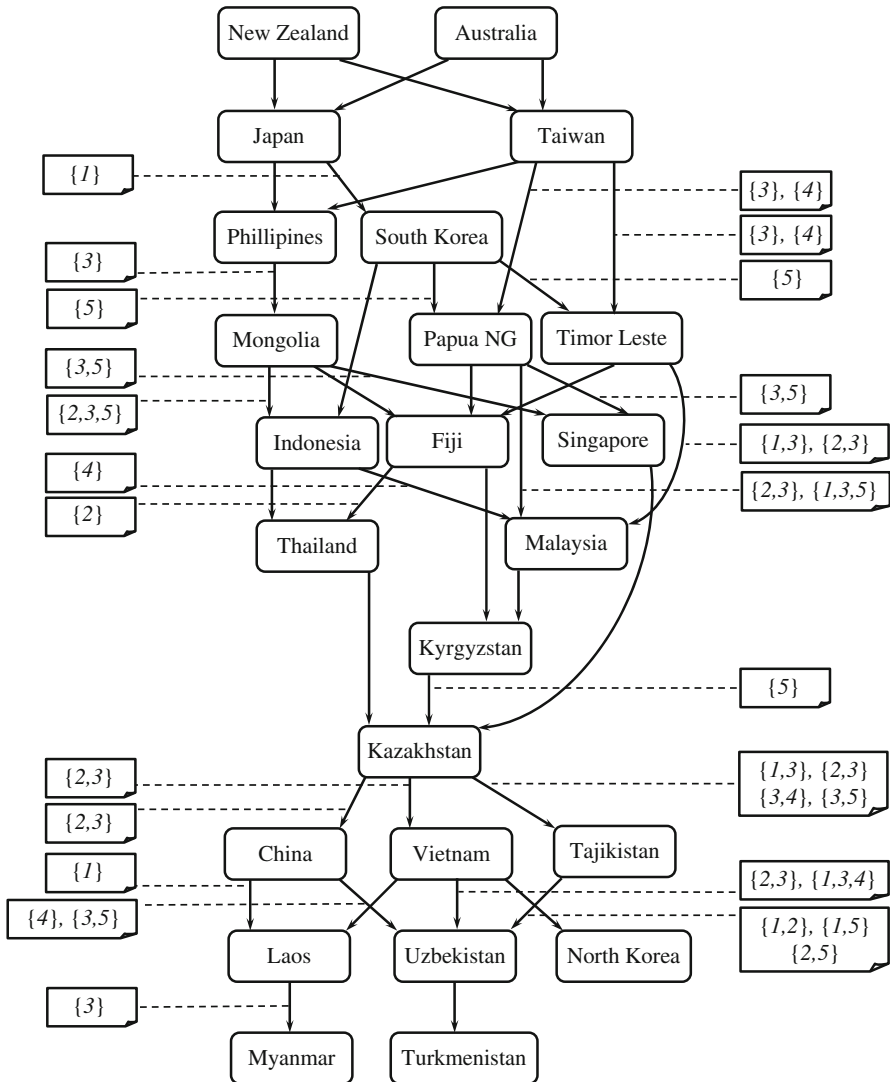 New Zealand
Australia
Japan
Taiwan
{1}
{3}, {4}
Phillipines
South Korea
{3}, {4}
{3}
{5}
{5}
Mongolia
Papua NG
Timor Leste
{3,5}
{3,5}
{2,3,5}
Indonesia
Fiji
Singapore
{1,3}, {2,3}
{4}
{2,3}, {1,3,5}
{2}
Thailand
Malaysia
Kyrgyzstan
{5}
Kazakhstan
{2,3}
{1,3}, {2,3}
{3,4}, {3,5}
{2,3}
China
Vietnam
Tajikistan
{1}
{2,3}, {1,3,4}
{4}, {3,5}
{1,2}, {1,5}
{2,5}
Laos
Uzbekistan
North Korea
{3}
Myanmar
Turkmenistan